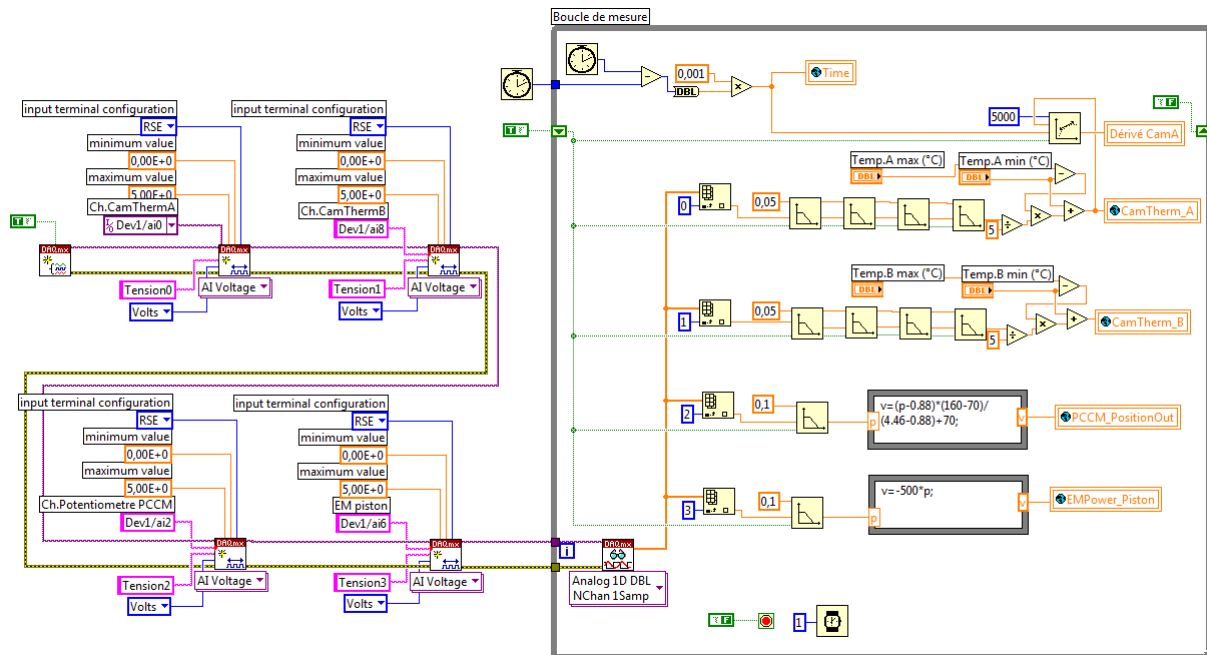 Boucle de mesure
0,001
DBL
Time
T F
T F
5000
Dérivé CamA
input terminal configuration
RSE
minimum value
0,00E+0
maximum value
5,00E+0
Ch.CamThermA
Dev1/ai0
T F
DAQmx
DAQmx
Tension0
AI Voltage
Volts
input terminal configuration
RSE
minimum value
0,00E+0
maximum value
5,00E+0
Ch.CamThermB
Dev1/ai8
DAQmx
Tension1
AI Voltage
Volts
Temp.A max (°C)
DBL
Temp.A min (°C)
DBL
0
0,05
5
CamTherm_A
Temp.B max (°C)
DBL
Temp.B min (°C)
DBL
1
0,05
5
CamTherm_B
input terminal configuration
RSE
minimum value
0,00E+0
maximum value
5,00E+0
Ch.Potentiometre PCCM
Dev1/ai2
DAQmx
Tension2
AI Voltage
Volts
input terminal configuration
RSE
minimum value
0,00E+0
maximum value
5,00E+0
EM piston
Dev1/ai6
DAQmx
Tension3
AI Voltage
Volts
2
0,1
p
v=(p-0.88)*(160-70)/
(4.46-0.88)+70;
v
PCCM_PositionOut
3
0,1
p
v=-500*p;
v
EMPower_Piston
i
DAQmx
Analog 1D DBL
NChan 1Samp
T F
1